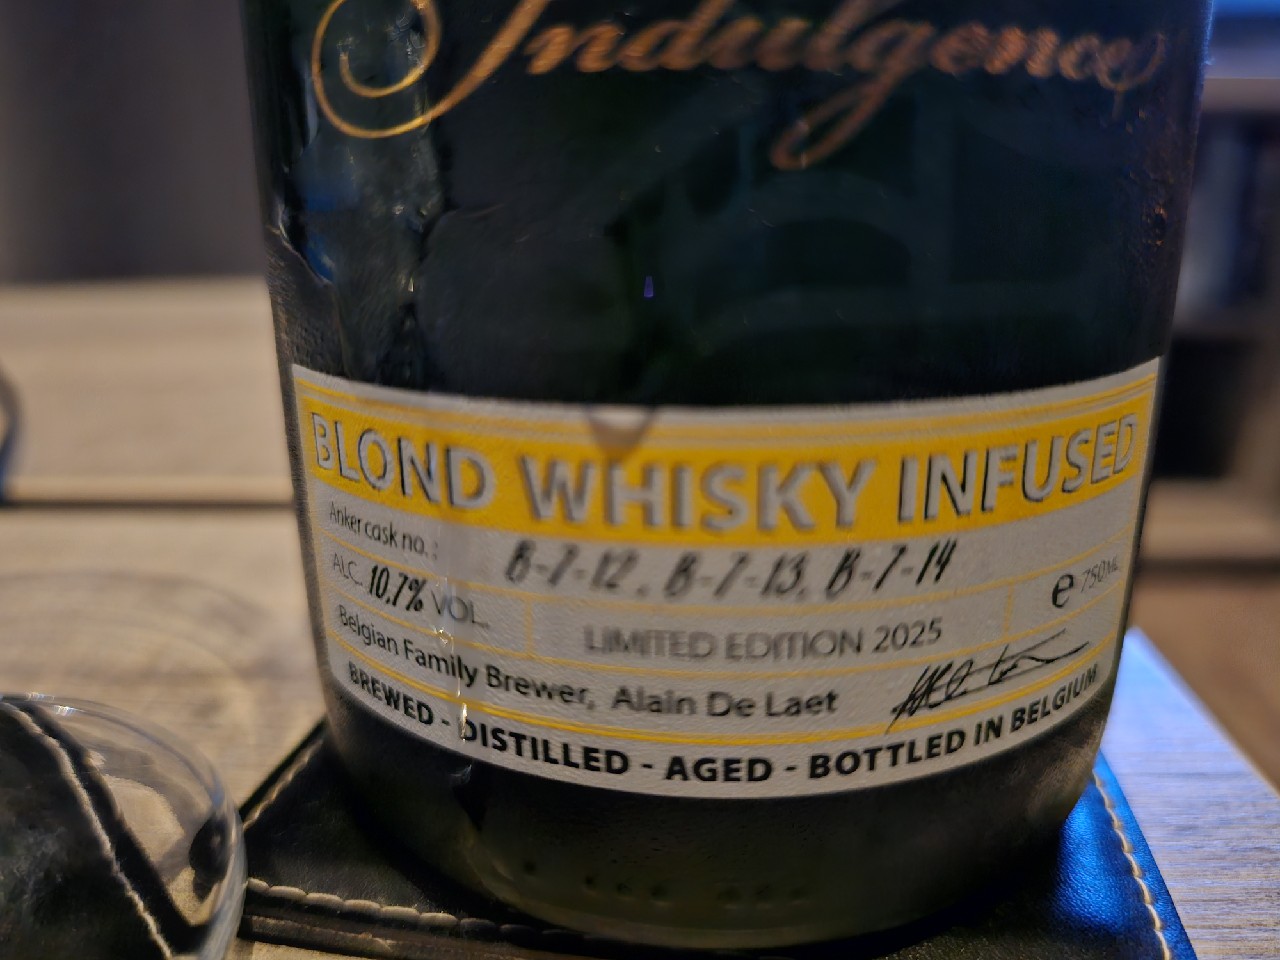 Indulgence
BLOND WHISKY INFUSED
Anker cask no.: B-7-12, B-7-13, B-7-14
ALC. 10,7% VOL. LIMITED EDITION 2025 e 750ML
Belgian Family Brewer, Alain De Laet
BREWED - DISTILLED - AGED - BOTTLED IN BELGIUM